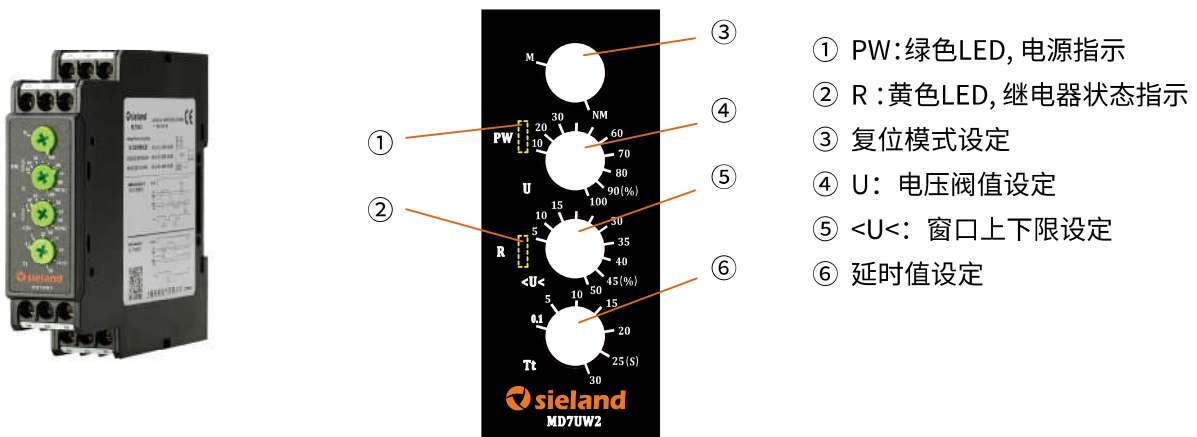 ① PW:绿色LED, 电源指示
② R :黄色LED, 继电器状态指示
③ 复位模式设定
④ U: 电压阀值设定
⑤ <U<: 窗口上下限设定
⑥ 延时值设定
③
M
NM
④
①
PW
10 20 30 60 70 80 90(%) 100
U
⑤
②
R
5 10 15 30 35 40 45(%) 50
<U<
⑥
0.1 5 10 15 20 25(S) 30
Tt
sieland
MD7UW2
sieland
CE
sieland